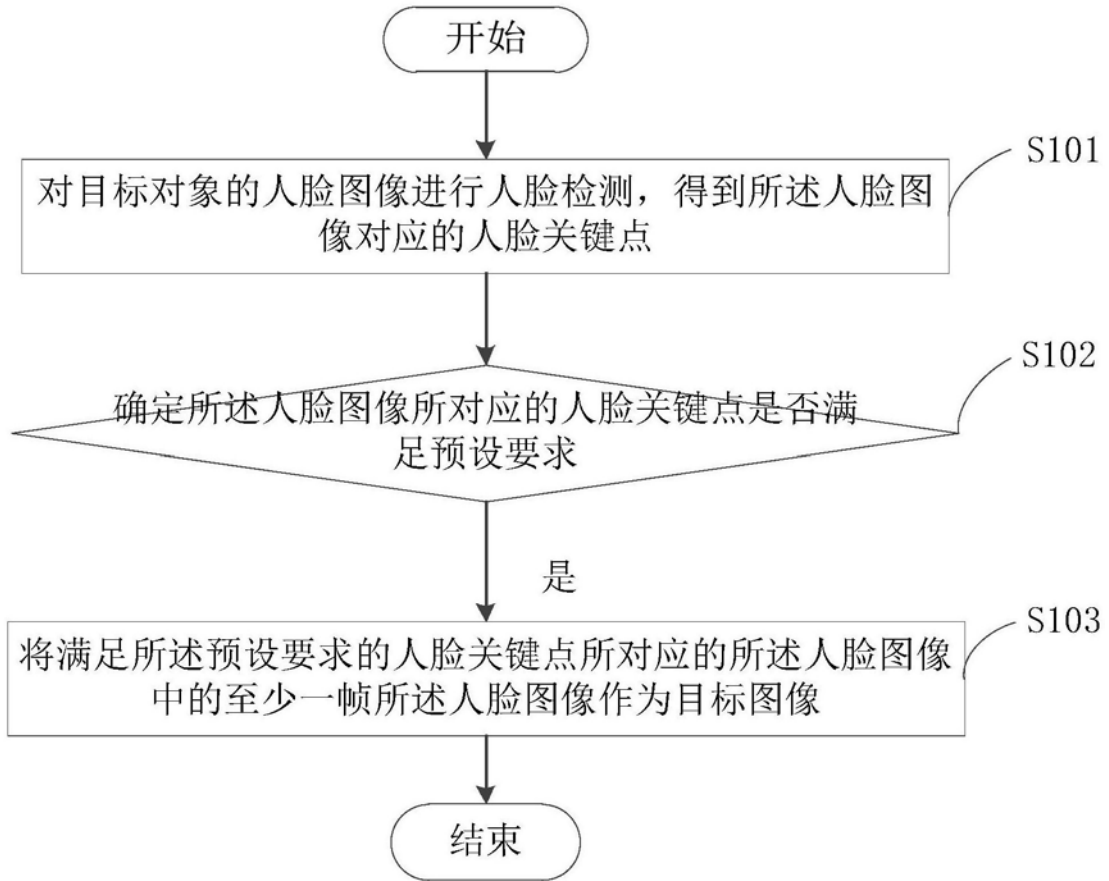 开始
S101
对目标对象的人脸图像进行人脸检测，得到所述人脸图
像对应的人脸关键点
S102
确定所述人脸图像所对应的人脸关键点是否满
足预设要求
是
S103
将满足所述预设要求的人脸关键点所对应的所述人脸图像
中的至少一帧所述人脸图像作为目标图像
结束